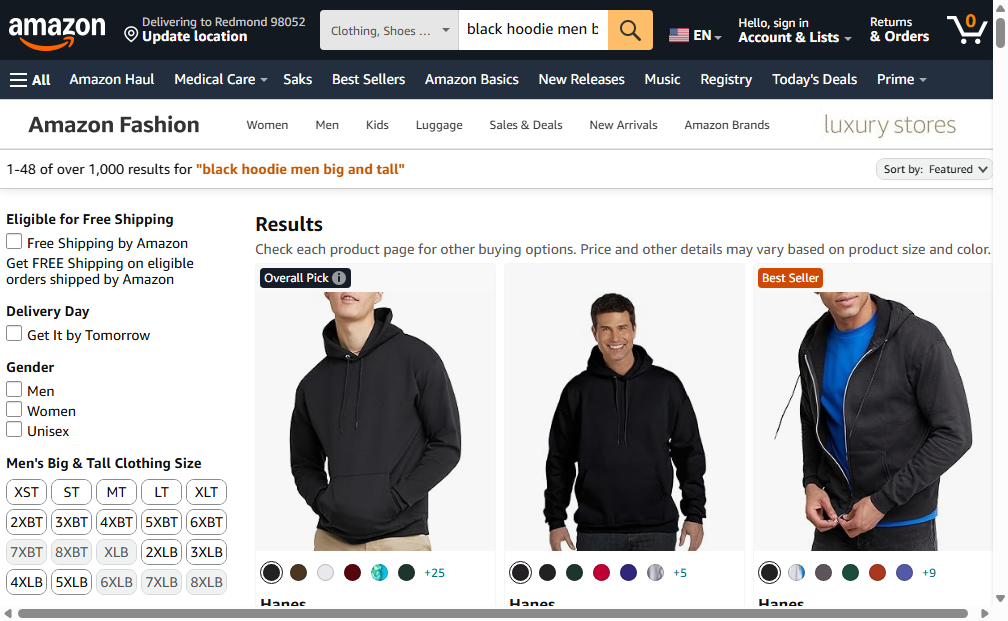 amazon
Delivering to Redmond 98052
Update location
Clothing, Shoes ...
black hoodie men b
EN
Hello, sign in
Account & Lists
Returns
& Orders
0
All
Amazon Haul
Medical Care
Saks
Best Sellers
Amazon Basics
New Releases
Music
Registry
Today's Deals
Prime
Amazon Fashion
Women
Men
Kids
Luggage
Sales & Deals
New Arrivals
Amazon Brands
luxury stores
1-48 of over 1,000 results for "black hoodie men big and tall"
Sort by: Featured
Eligible for Free Shipping
Free Shipping by Amazon
Get FREE Shipping on eligible
orders shipped by Amazon
Delivery Day
Get It by Tomorrow
Gender
Men
Women
Unisex
Men's Big & Tall Clothing Size
XST ST MT LT XLT
2XBT 3XBT 4XBT 5XBT 6XBT
7XBT 8XBT XLB 2XLB 3XLB
4XLB 5XLB 6XLB 7XLB 8XLB
Results
Check each product page for other buying options. Price and other details may vary based on product size and color.
Overall Pick
Best Seller
+25
+5
+9
Hanes
Hanes
Hanes